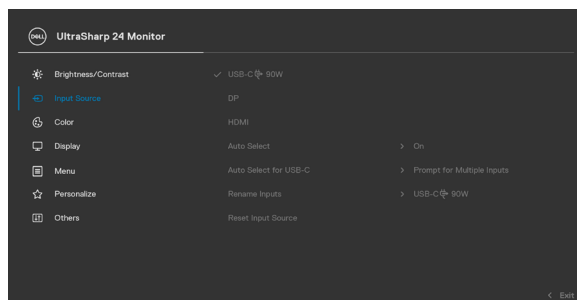 DELL UltraSharp 24 Monitor
Brightness/Contrast USB-C 90W
Input Source DP
Color HDMI
Display Auto Select > On
Menu Auto Select for USB-C > Prompt for Multiple Inputs
Personalize Rename Inputs > USB-C 90W
Others Reset Input Source
< Exit